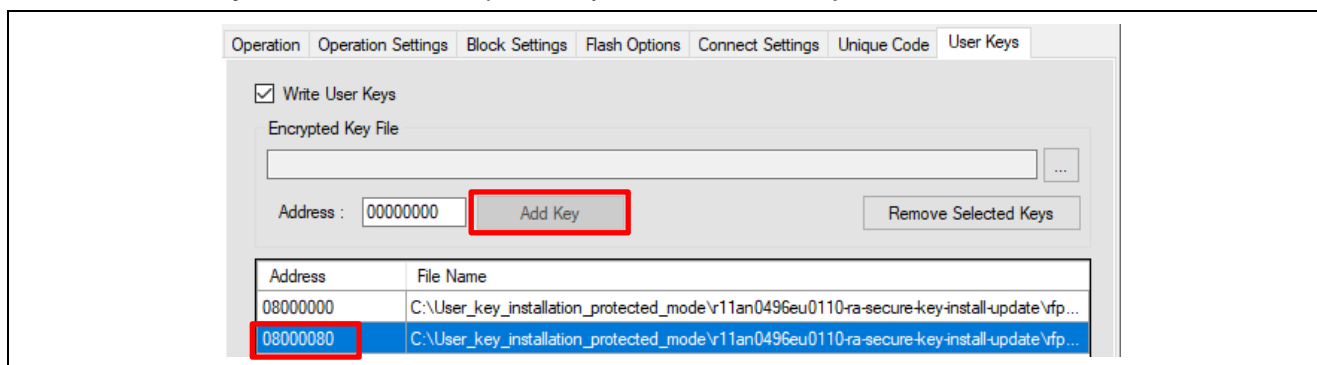 Operation Operation Settings Block Settings Flash Options Connect Settings Unique Code User Keys
Write User Keys
Encrypted Key File
...
Address : 00000000 Add Key Remove Selected Keys
Address File Name
08000000 C:\User_key_installation_protected_mode\r11an0496eu0110-ra-secure-key-install-update\rfp...
08000080 C:\User_key_installation_protected_mode\r11an0496eu0110-ra-secure-key-install-update\rfp...